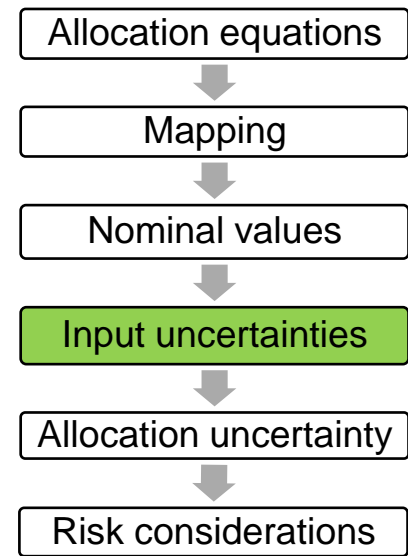 Allocation equations
Mapping
Nominal values
Input uncertainties
Allocation uncertainty
Risk considerations